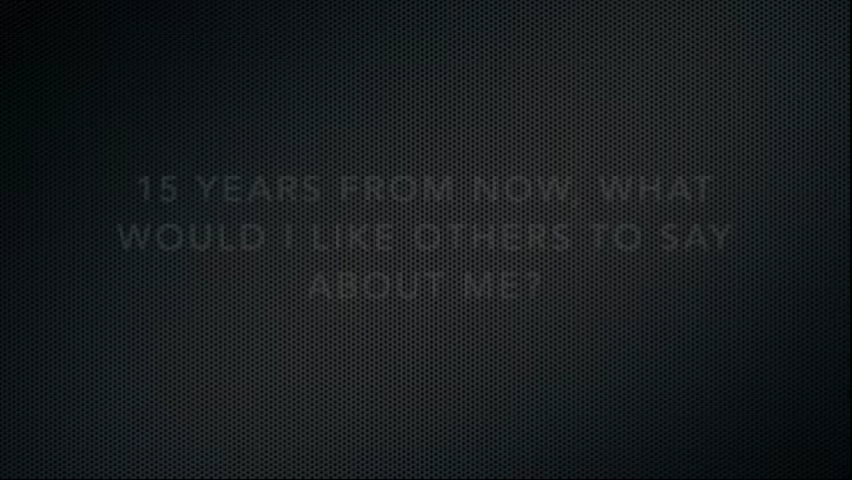 15 YEARS FROM NOW, WHAT
WOULD I LIKE OTHERS TO SAY
ABOUT ME?